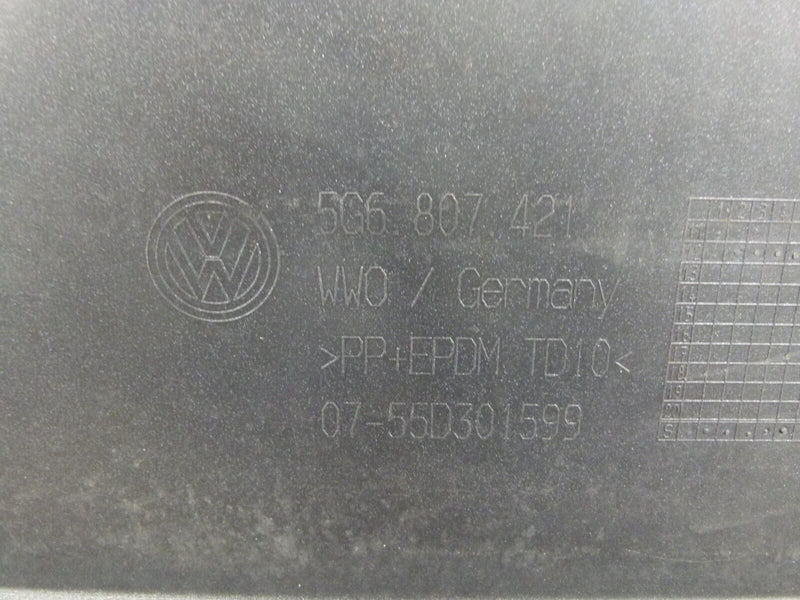 5G6 807 421
WWO / Germany
>PP+EPDM TD10<
07-55D301599